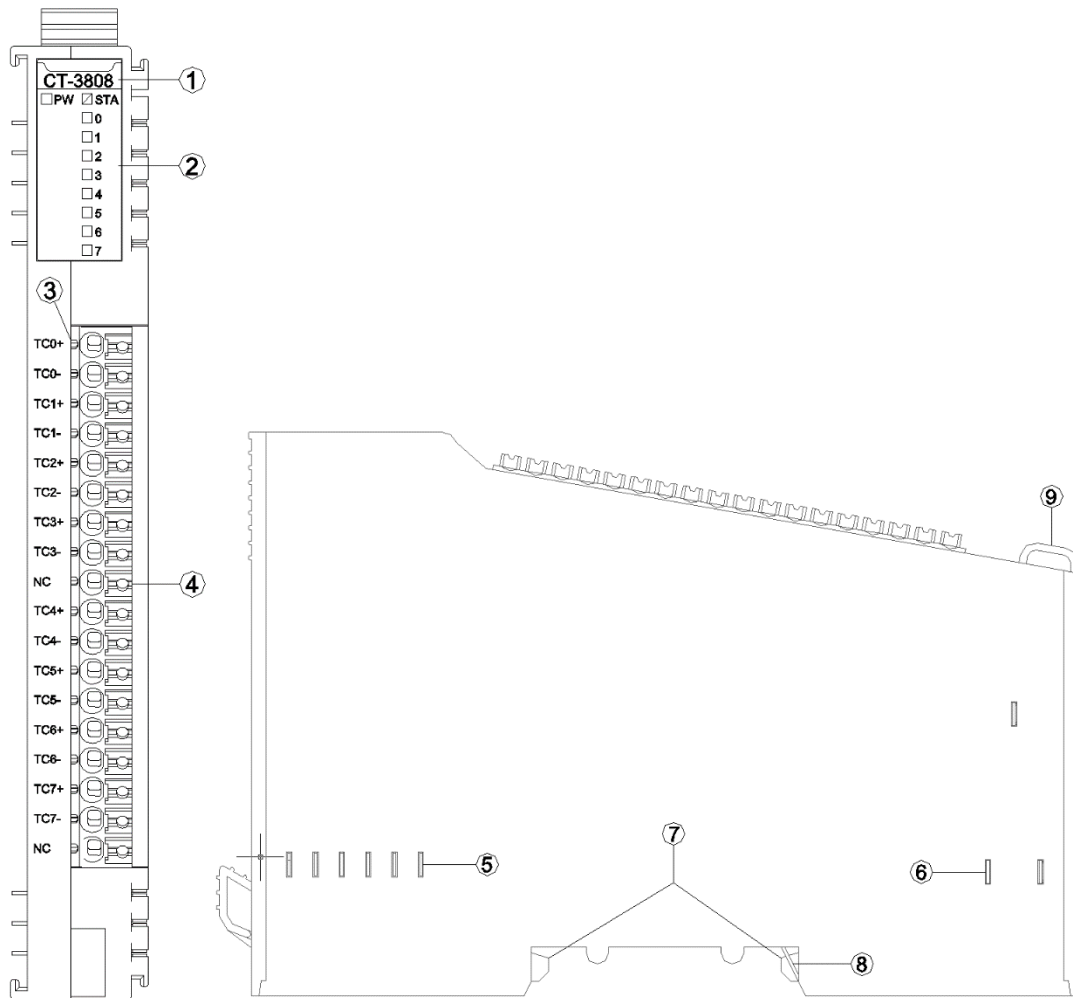 CT-3808
PW STA
0
1
2
3
4
5
6
7
1
2
3
TC0+
TC0-
TC1+
TC1-
TC2+
TC2-
TC3+
TC3-
NC
TC4+
TC4-
TC5+
TC5-
TC6+
TC6-
TC7+
TC7-
NC
4
5
6
7
8
9